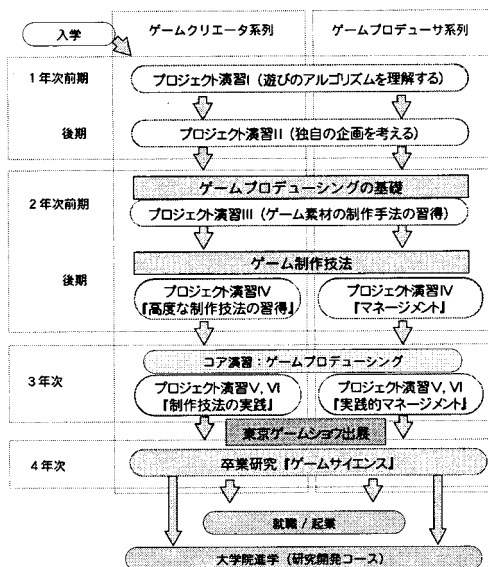 入学
ゲームクリエータ系列
ゲームプロデューサ系列
1年次前期
プロジェクト演習I（遊びのアルゴリズムを理解する）
後期
プロジェクト演習II（独自の企画を考える）
ゲームプロデューシングの基礎
2年次前期
プロジェクト演習III（ゲーム素材の制作手法の習得）
ゲーム制作技法
後期
プロジェクト演習IV
『高度な制作技法の習得』
プロジェクト演習IV
『マネージメント』
コア演習：ゲームプロデューシング
3年次
プロジェクト演習V, VI
『制作技法の実践』
プロジェクト演習V, VI
『実践的マネージメント』
東京ゲームショウ出展
4年次
卒業研究『ゲームサイエンス』
就職 / 起業
大学院進学（研究開発コース）